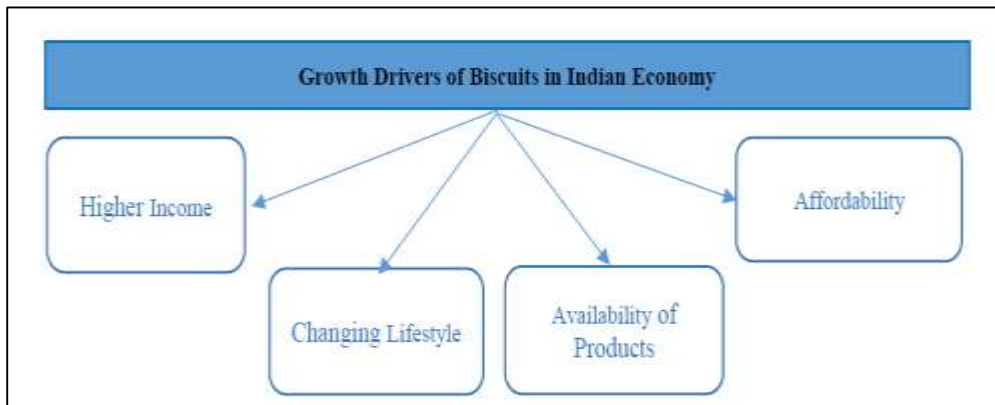 Growth Drivers of Biscuits in Indian Economy
Higher Income
Changing Lifestyle
Availability of
Products
Affordability